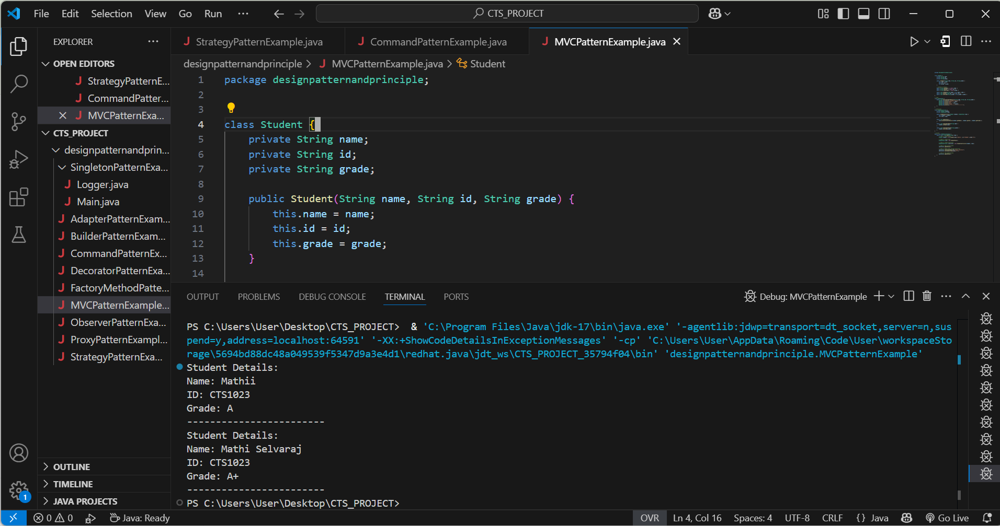 File Edit Selection View Go Run ··· CTS_PROJECT
EXPLORER ···
OPEN EDITORS
StrategyPatternE...
CommandPatter...
MVCPatternExa...
CTS_PROJECT
designpatternandprin...
SingletonPatternExa...
Logger.java
Main.java
AdapterPatternExam...
BuilderPatternExam...
CommandPatternEx...
DecoratorPatternExa...
FactoryMethodPatte...
MVCPatternExample...
ObserverPatternExa...
ProxyPatternExampl...
StrategyPatternExa...
OUTLINE
TIMELINE
JAVA PROJECTS
1
StrategyPatternExample.java CommandPatternExample.java MVCPatternExample.java
designpatternandprinciple > MVCPatternExample.java > Student
1 package designpatternandprinciple;
2
3
4 class Student {
5 private String name;
6 private String id;
7 private String grade;
8
9 public Student(String name, String id, String grade) {
10 this.name = name;
11 this.id = id;
12 this.grade = grade;
13 }
14
OUTPUT PROBLEMS DEBUG CONSOLE TERMINAL PORTS Debug: MVCPatternExample
PS C:\Users\User\Desktop\CTS_PROJECT> & 'C:\Program Files\Java\jdk-17\bin\java.exe' '-agentlib:jdwp=transport=dt_socket,server=n,sus
pend=y,address=localhost:64591' '-XX:+ShowCodeDetailsInExceptionMessages' '-cp' 'C:\Users\User\AppData\Roaming\Code\User\workspaceSto
rage\5694bd88dc48a049539f5347d9a3e4d1\redhat.java\jdt_ws\CTS_PROJECT_35794f04\bin' 'designpatternandprinciple.MVCPatternExample'
Student Details:
Name: Mathii
ID: CTS1023
Grade: A
------------------------
Student Details:
Name: Mathi Selvaraj
ID: CTS1023
Grade: A+
------------------------
PS C:\Users\User\Desktop\CTS_PROJECT>
0 0 Java: Ready OVR Ln 4, Col 16 Spaces: 4 UTF-8 CRLF {} Java Go Live